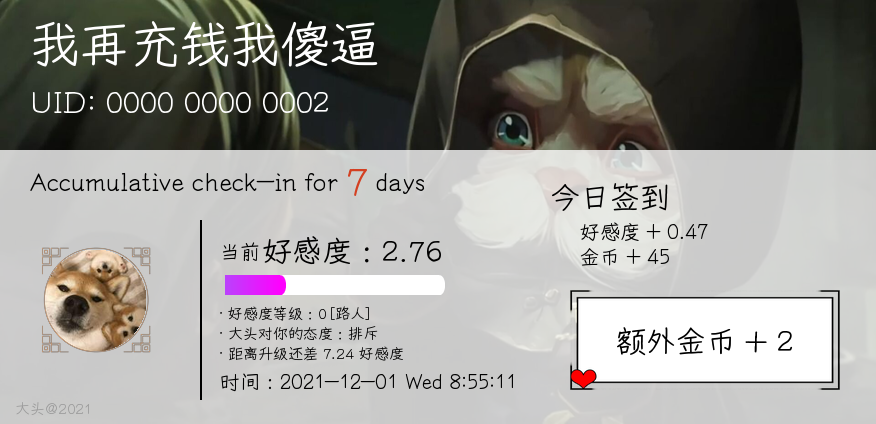 我再充钱我傻逼
UID: 0000 0000 0002
Accumulative check-in for 7 days
当前好感度：2.76
· 好感度等级：0[路人]
· 大头对你的态度：排斥
· 距离升级还差 7.24 好感度
时间：2021-12-01 Wed 8:55:11
今日签到
好感度 + 0.47
金币 + 45
额外金币 + 2
大头@2021